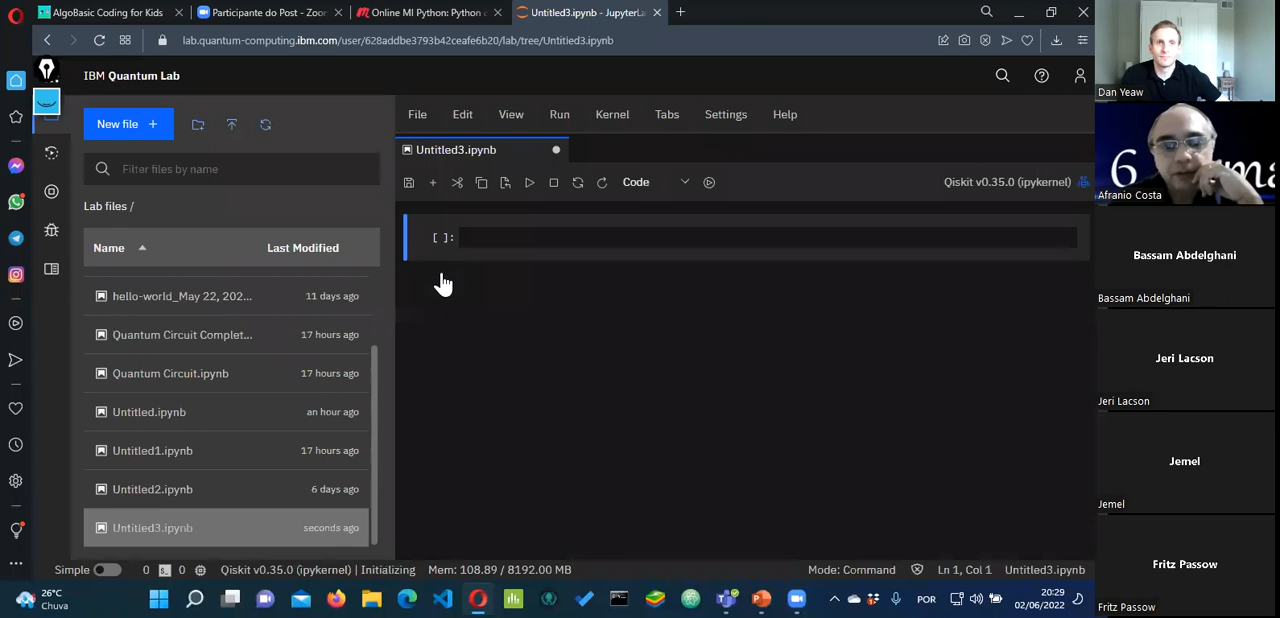 AlgoBasic Coding for Kids
Participante do Post - Zoo
Online MI Python: Python
Untitled3.ipynb - JupyterLa
lab.quantum-computing.ibm.com/user/628addbe3793b42ceafe6b20/lab/tree/Untitled3.ipynb
IBM Quantum Lab
New file +
Filter files by name
Lab files /
Name Last Modified
hello-world_May 22, 202... 11 days ago
Quantum Circuit Complet... 17 hours ago
Quantum Circuit.ipynb 17 hours ago
Untitled.ipynb an hour ago
Untitled1.ipynb 17 hours ago
Untitled2.ipynb 6 days ago
Untitled3.ipynb seconds ago
File Edit View Run Kernel Tabs Settings Help
Untitled3.ipynb
Code
Qiskit v0.35.0 (ipykernel)
[ ]:
Simple 0 0 Qiskit v0.35.0 (ipykernel) | Initializing Mem: 108.89 / 8192.00 MB Mode: Command Ln 1, Col 1 Untitled3.ipynb
26°C
Chuva
POR
20:29
02/06/2022
Dan Yeaw
6
Afranio Costa
Bassam Abdelghani
Bassam Abdelghani
Jeri Lacson
Jeri Lacson
Jemel
Jemel
Fritz Passow
Fritz Passow